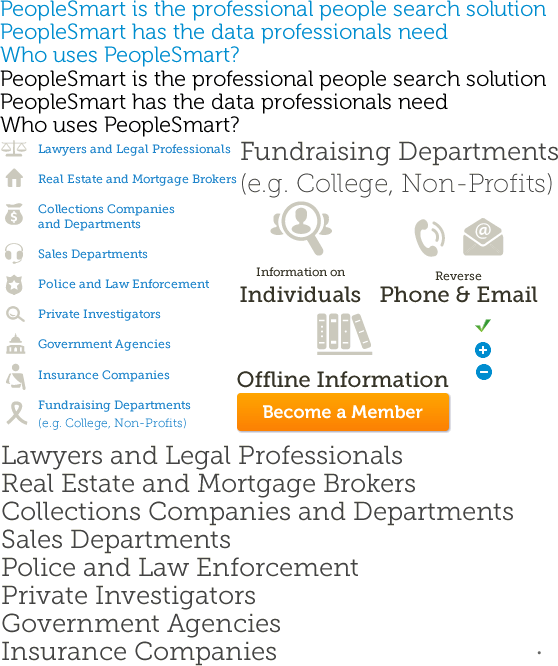 PeopleSmart is the professional people search solution
PeopleSmart has the data professionals need
Who uses PeopleSmart?
PeopleSmart is the professional people search solution
PeopleSmart has the data professionals need
Who uses PeopleSmart?
Lawyers and Legal Professionals
Real Estate and Mortgage Brokers
Collections Companies
and Departments
Sales Departments
Police and Law Enforcement
Private Investigators
Government Agencies
Insurance Companies
Fundraising Departments
(e.g. College, Non-Profits)
Fundraising Departments
(e.g. College, Non-Profits)
Information on
Individuals
Reverse
Phone & Email
Offline Information
Become a Member
Lawyers and Legal Professionals
Real Estate and Mortgage Brokers
Collections Companies and Departments
Sales Departments
Police and Law Enforcement
Private Investigators
Government Agencies
Insurance Companies